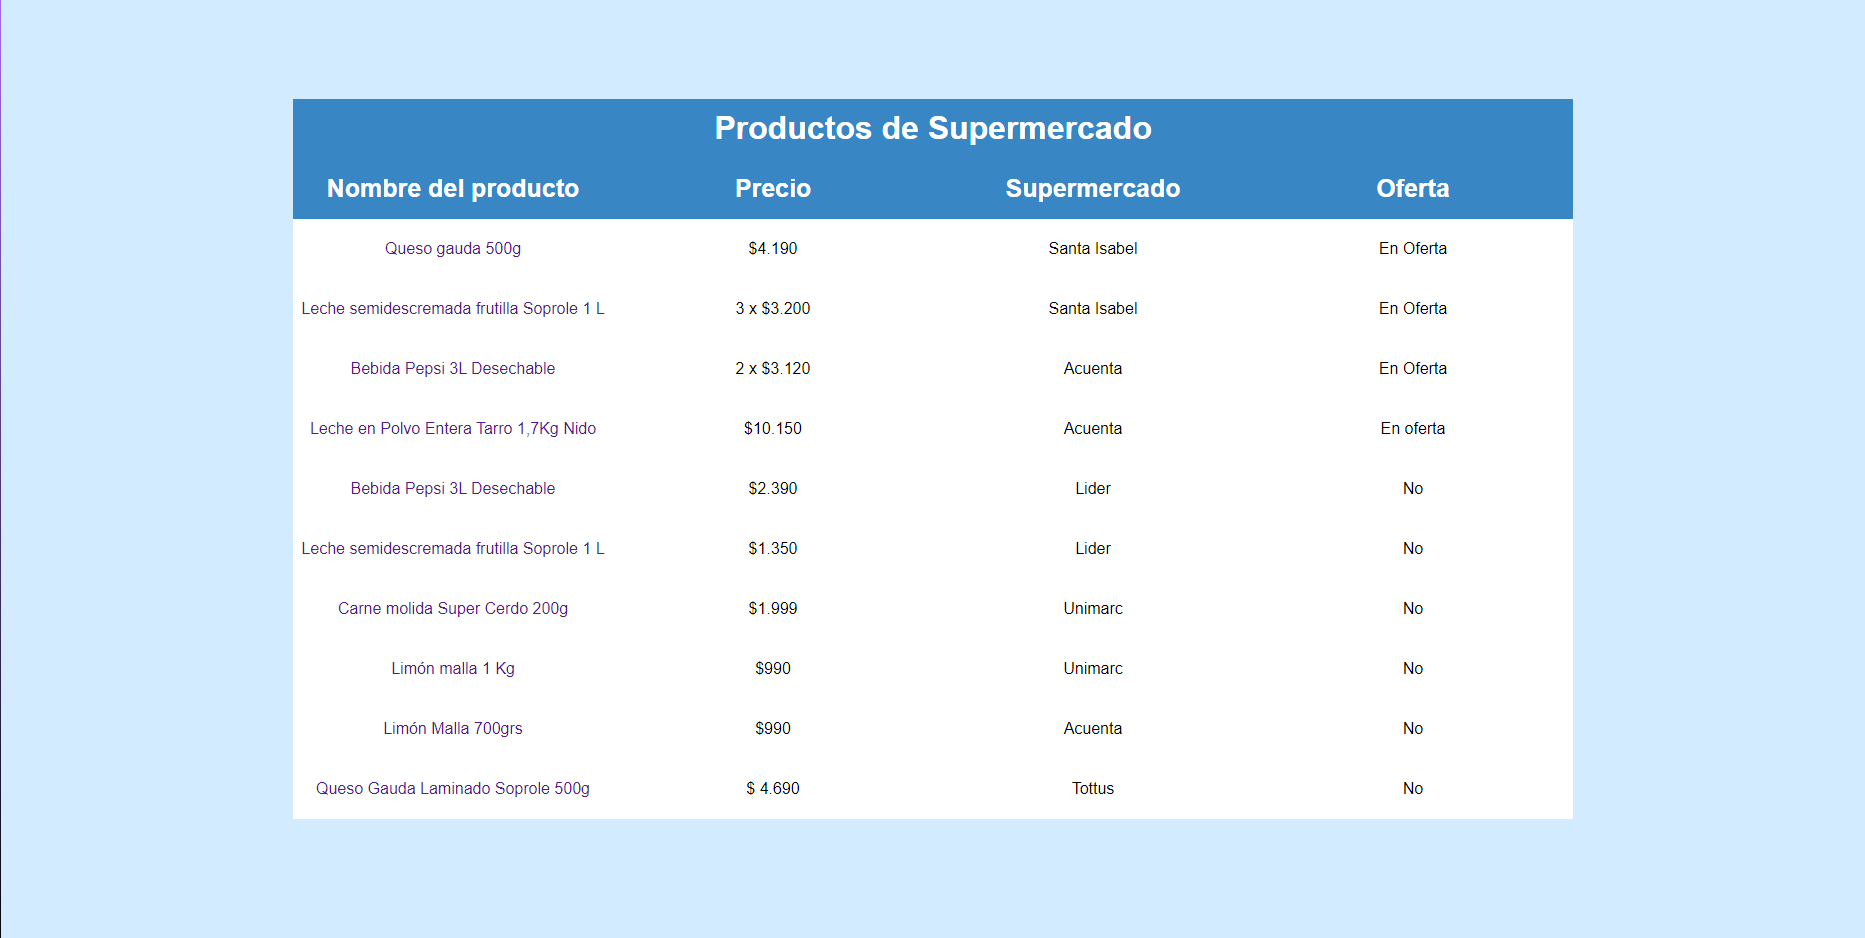 Productos de Supermercado
Nombre del producto Precio Supermercado Oferta
Queso gauda 500g $4.190 Santa Isabel En Oferta
Leche semidescremada frutilla Soprole 1 L 3 x $3.200 Santa Isabel En Oferta
Bebida Pepsi 3L Desechable 2 x $3.120 Acuenta En Oferta
Leche en Polvo Entera Tarro 1,7Kg Nido $10.150 Acuenta En oferta
Bebida Pepsi 3L Desechable $2.390 Lider No
Leche semidescremada frutilla Soprole 1 L $1.350 Lider No
Carne molida Super Cerdo 200g $1.999 Unimarc No
Limón malla 1 Kg $990 Unimarc No
Limón Malla 700grs $990 Acuenta No
Queso Gauda Laminado Soprole 500g $ 4.690 Tottus No